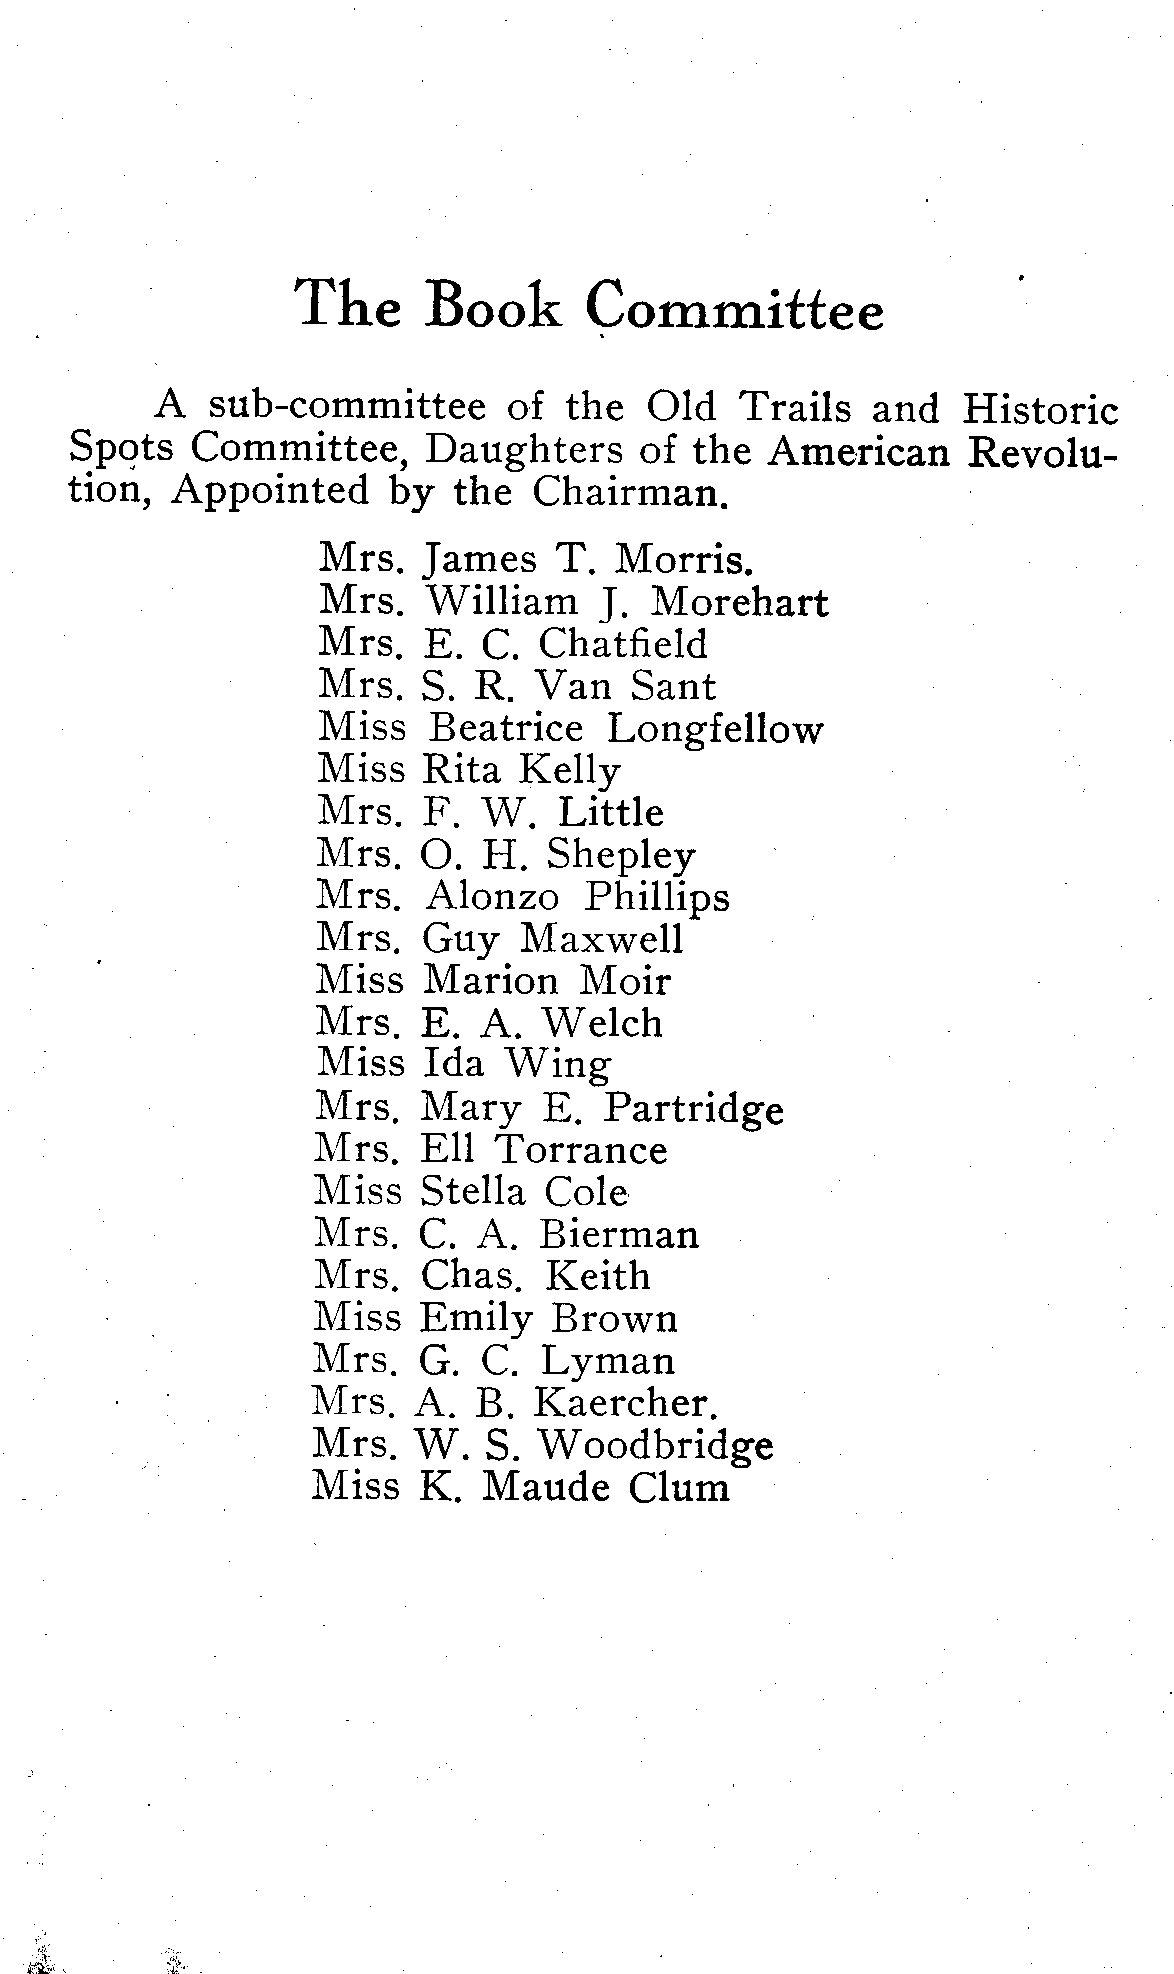 The Book Committee
A sub-committee of the Old Trails and Historic
Spots Committee, Daughters of the American Revolu-
tion, Appointed by the Chairman.
Mrs. James T. Morris.
Mrs. William J. Morehart
Mrs. E. C. Chatfield
Mrs. S. R. Van Sant
Miss Beatrice Longfellow
Miss Rita Kelly
Mrs. F. W. Little
Mrs. O. H. Shepley
Mrs. Alonzo Phillips
Mrs. Guy Maxwell
Miss Marion Moir
Mrs. E. A. Welch
Miss Ida Wing
Mrs. Mary E. Partridge
Mrs. Ell Torrance
Miss Stella Cole
Mrs. C. A. Bierman
Mrs. Chas. Keith
Miss Emily Brown
Mrs. G. C. Lyman
Mrs. A. B. Kaercher.
Mrs. W. S. Woodbridge
Miss K. Maude Clum